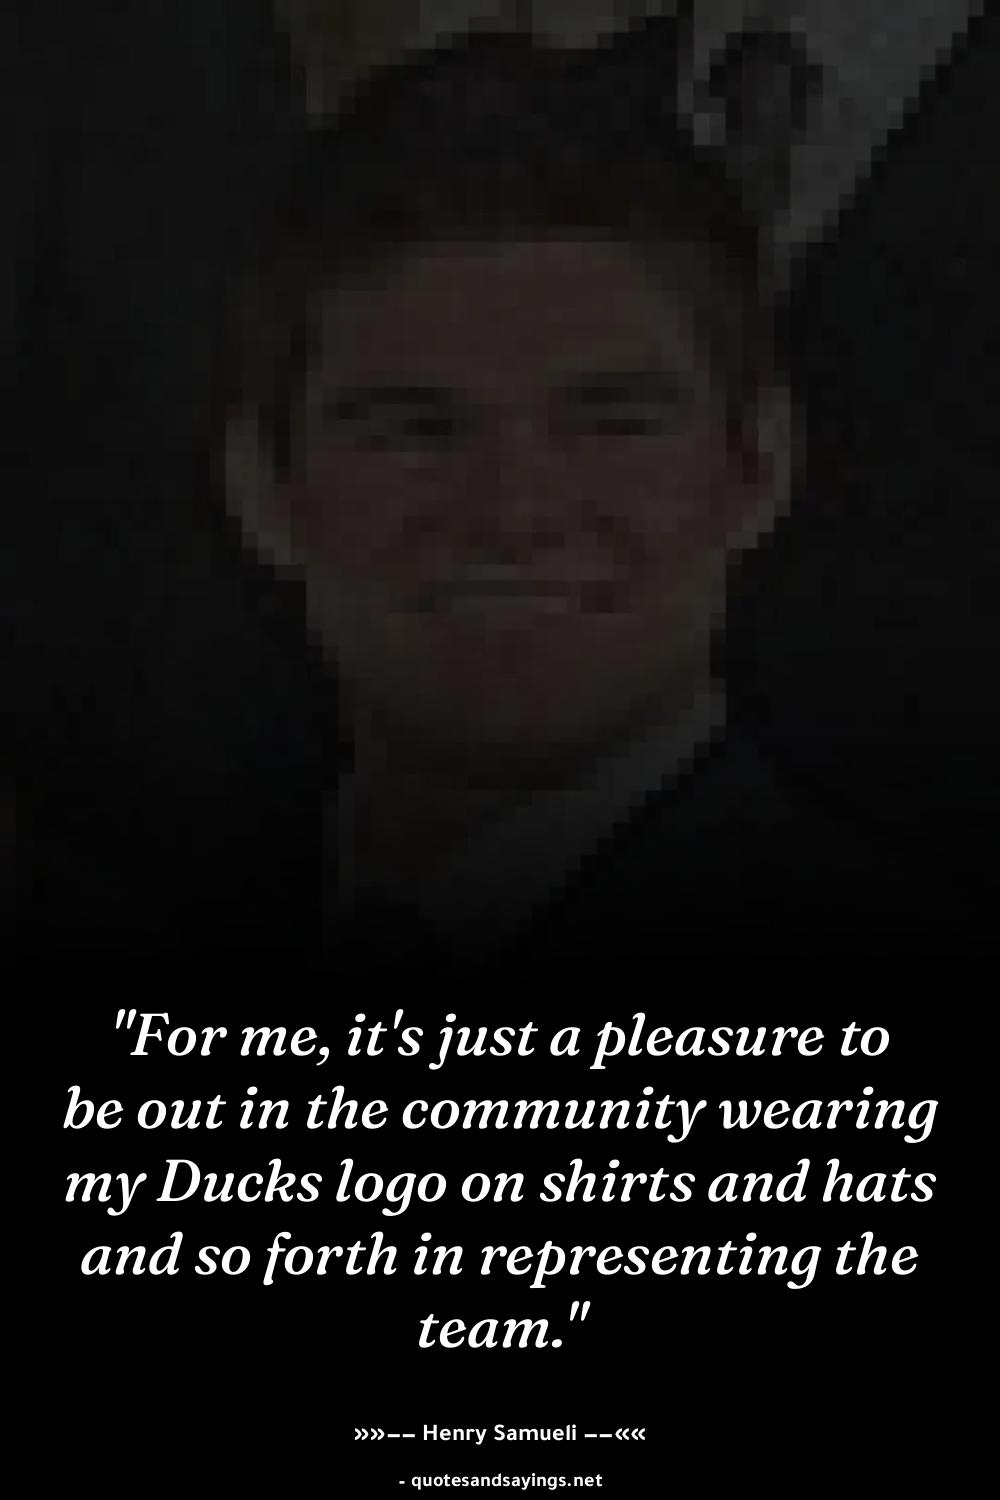 "For me, it's just a pleasure to
be out in the community wearing
my Ducks logo on shirts and hats
and so forth in representing the
team."
»»−− Henry Samueli −−««
- quotesandsayings.net